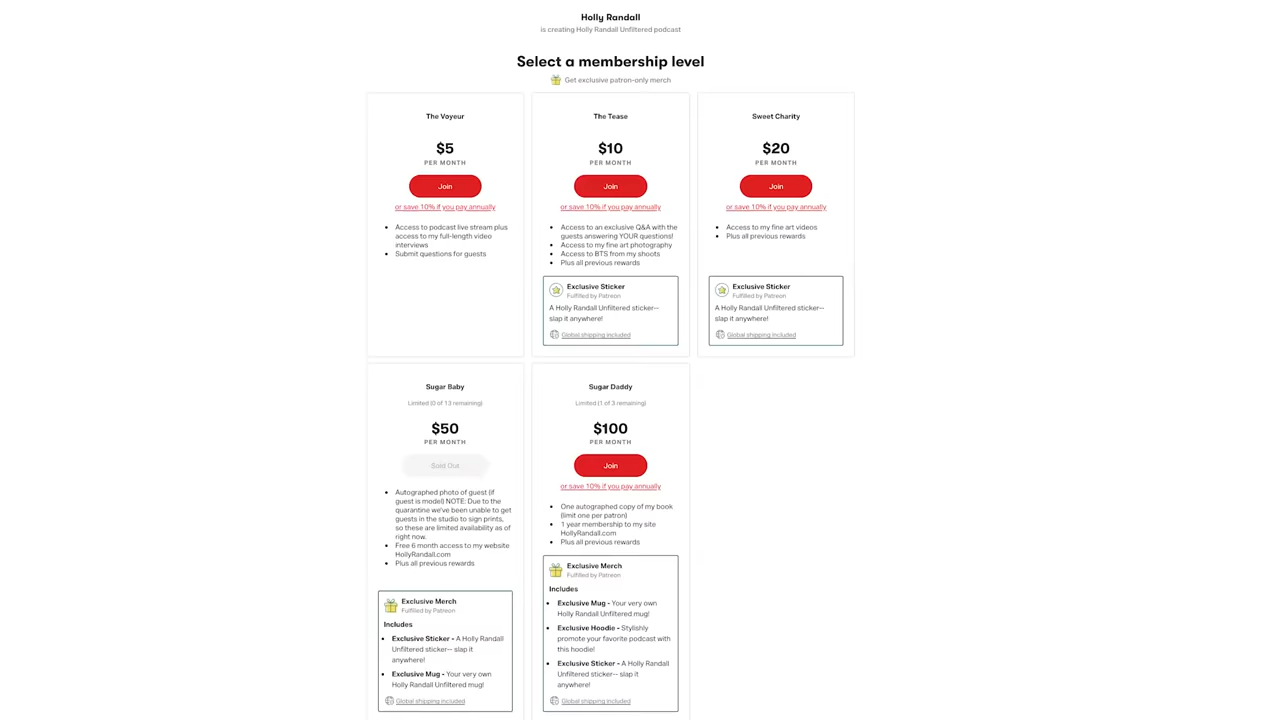 Holly Randall
is creating Holly Randall Unfiltered podcast
Select a membership level
Get exclusive patron-only merch
The Voyeur
$5
PER MONTH
Join
or save 10% if you pay annually
Access to podcast live stream plus
access to my full-length video
interviews
Submit questions for guests
The Tease
$10
PER MONTH
Join
or save 10% if you pay annually
Access to an exclusive Q&A with the
guests answering YOUR questions!
Access to my fine art photography
Access to BTS from my shoots
Plus all previous rewards
Exclusive Sticker
Fulfilled by Patreon
A Holly Randall Unfiltered sticker--
slap it anywhere!
Global shipping included
Sweet Charity
$20
PER MONTH
Join
or save 10% if you pay annually
Access to my fine art videos
Plus all previous rewards
Exclusive Sticker
Fulfilled by Patreon
A Holly Randall Unfiltered sticker--
slap it anywhere!
Global shipping included
Sugar Baby
Limited (0 of 13 remaining)
$50
PER MONTH
Sold Out
Autographed photo of guest (if
guest is model) NOTE: Due to the
quarantine we've been unable to get
guests in the studio to sign prints,
so these are limited availability as of
right now.
Free 6 month access to my website
HollyRandall.com
Plus all previous rewards
Exclusive Merch
Fulfilled by Patreon
Includes
Exclusive Sticker - A Holly Randall
Unfiltered sticker-- slap it
anywhere!
Exclusive Mug - Your very own
Holly Randall Unfiltered mug!
Global shipping included
Sugar Daddy
Limited (1 of 3 remaining)
$100
PER MONTH
Join
or save 10% if you pay annually
One autographed copy of my book
(limit one per patron)
1 year membership to my site
HollyRandall.com
Plus all previous rewards
Exclusive Merch
Fulfilled by Patreon
Includes
Exclusive Mug - Your very own
Holly Randall Unfiltered mug!
Exclusive Hoodie - Stylishly
promote your favorite podcast with
this hoodie!
Exclusive Sticker - A Holly Randall
Unfiltered sticker-- slap it
anywhere!
Global shipping included